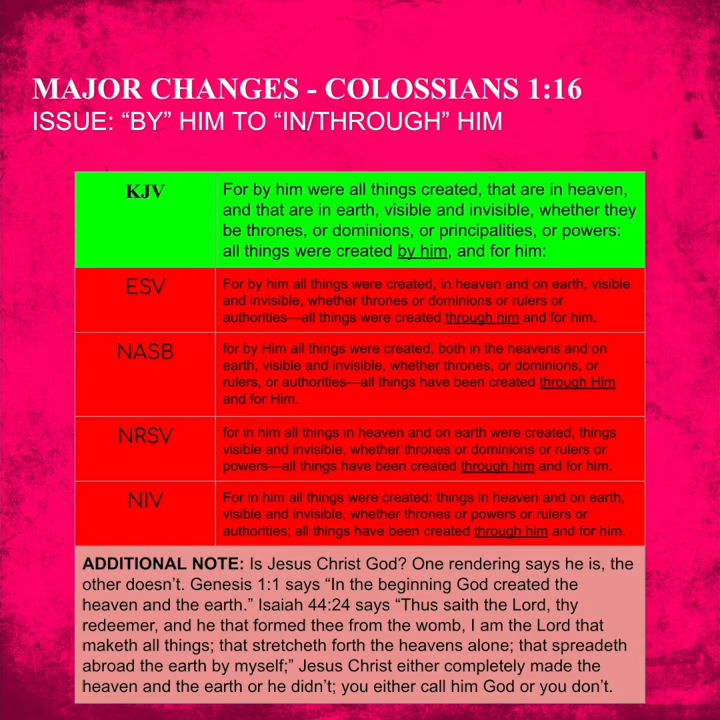 MAJOR CHANGES - COLOSSIANS 1:16
ISSUE: “BY” HIM TO “IN/THROUGH” HIM
KJV
For by him were all things created, that are in heaven,
and that are in earth, visible and invisible, whether they
be thrones, or dominions, or principalities, or powers:
all things were created by him, and for him:
ESV
For by him all things were created, in heaven and on earth, visible
and invisible, whether thrones or dominions or rulers or
authorities—all things were created through him and for him.
NASB
for by Him all things were created, both in the heavens and on
earth, visible and invisible, whether thrones, or dominions, or
rulers, or authorities—all things have been created through Him
and for Him.
NRSV
for in him all things in heaven and on earth were created, things
visible and invisible, whether thrones or dominions or rulers or
powers—all things have been created through him and for him.
NIV
For in him all things were created: things in heaven and on earth,
visible and invisible, whether thrones or powers or rulers or
authorities; all things have been created through him and for him.
ADDITIONAL NOTE: Is Jesus Christ God? One rendering says he is, the
other doesn’t. Genesis 1:1 says “In the beginning God created the
heaven and the earth.” Isaiah 44:24 says “Thus saith the Lord, thy
redeemer, and he that formed thee from the womb, I am the Lord that
maketh all things; that stretcheth forth the heavens alone; that spreadeth
abroad the earth by myself;” Jesus Christ either completely made the
heaven and the earth or he didn’t; you either call him God or you don’t.